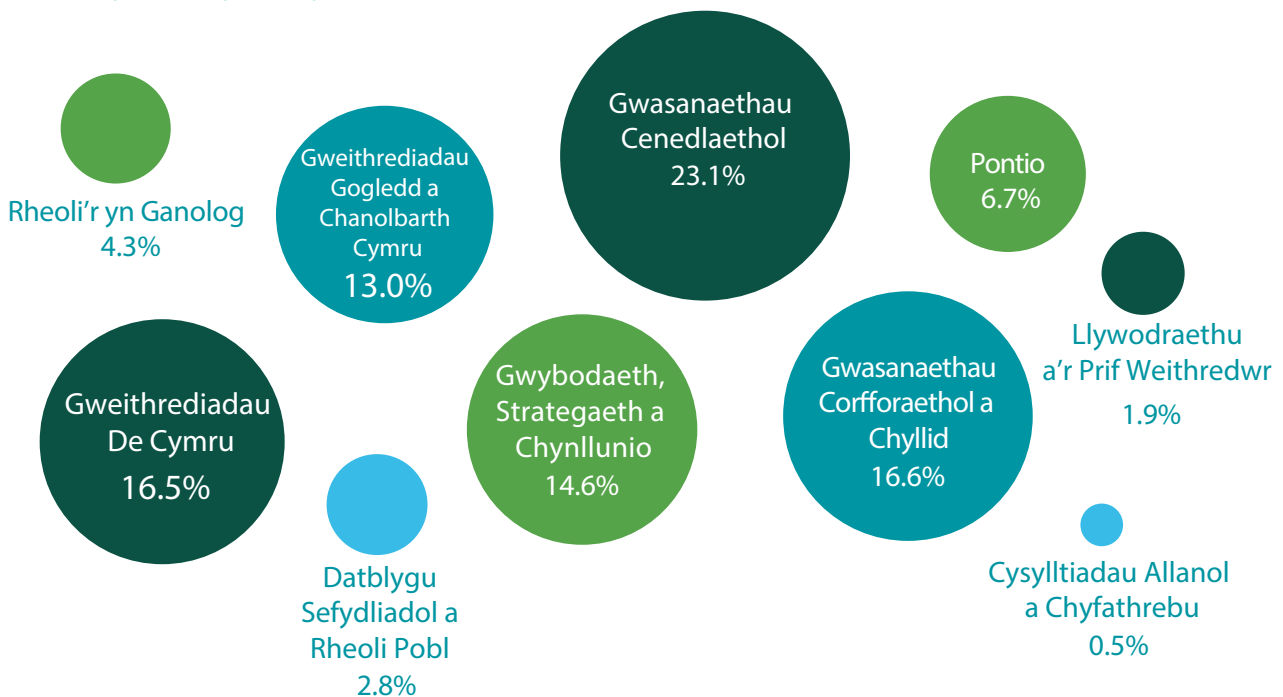 Rheoli'r yn Ganolog
4.3%
Gweithrediadau
Gogledd a
Chanolbarth
Cymru
13.0%
Gwasanaethau
Cenedlaethol
23.1%
Pontio
6.7%
Llywodraethu
a'r Prif Weithredwr
1.9%
Gweithrediadau
De Cymru
16.5%
Datblygu
Sefydliadol a
Rheoli Pobl
2.8%
Gwybodaeth,
Strategaeth a
Chynllunio
14.6%
Gwasanaethau
Corfforaethol a
Chyllid
16.6%
Cysylltiadau Allanol
a Chyfathrebu
0.5%